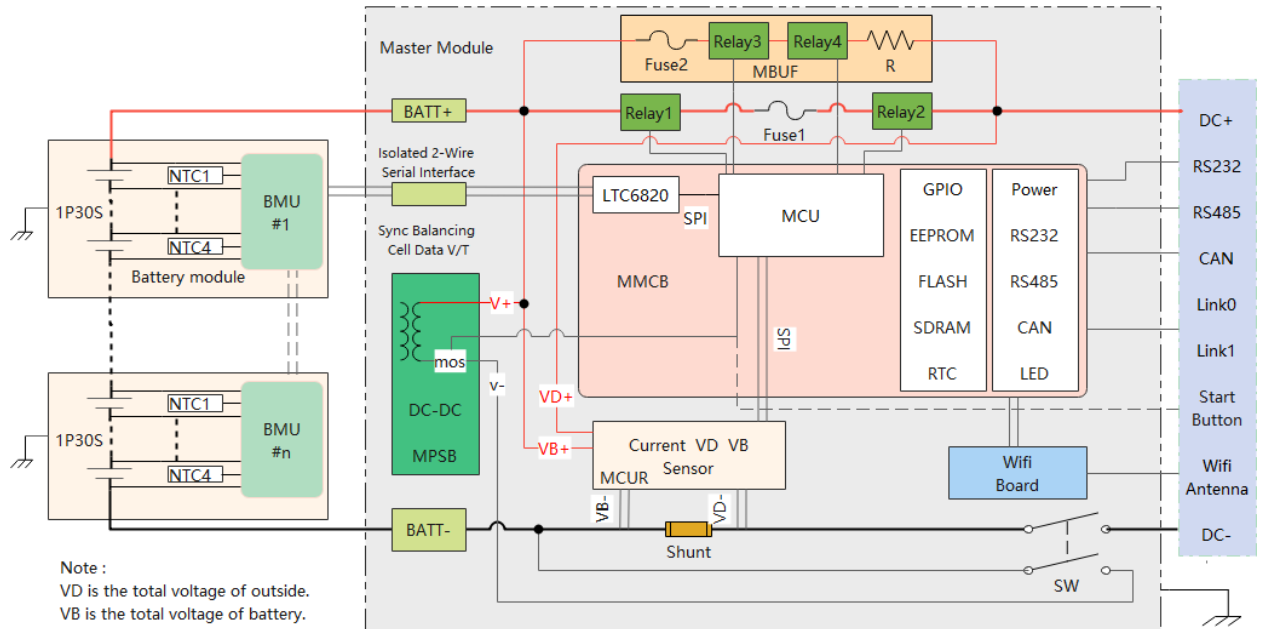 Master Module
Fuse2
Relay3
Relay4
R
MBUF
BATT+
Relay1
Fuse1
Relay2
DC+
RS232
RS485
CAN
Link0
Link1
Start
Button
Wifi
Antenna
DC-
Isolated 2-Wire
Serial Interface
Sync Balancing
Cell Data V/T
1P30S
NTC1
NTC4
BMU
#1
Battery module
1P30S
NTC1
NTC4
BMU
#n
LTC6820
SPI
MCU
MMCB
SPI
GPIO
EEPROM
FLASH
SDRAM
RTC
Power
RS232
RS485
CAN
LED
V+
mos
v-
DC-DC
MPSB
VD+
VB+
Current VD VB
Sensor
MCUR
VB-
VD-
Wifi
Board
BATT-
Shunt
SW
Note :
VD is the total voltage of outside.
VB is the total voltage of battery.